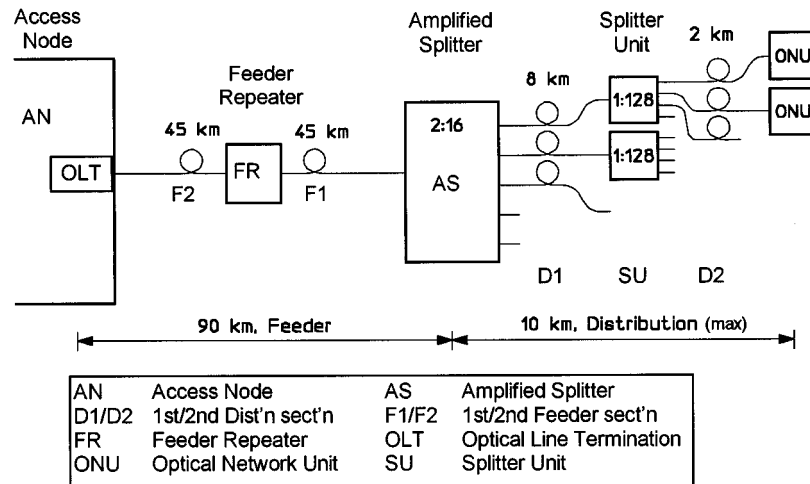 Access
Node
Amplified
Splitter
Splitter
Unit
2 km
Feeder
Repeater
8 km
ONU
AN
45 km
45 km
2:16
1:128
ONU
1:128
OLT
FR
F2
F1
AS
D1
SU
D2
90 km, Feeder
10 km, Distribution (max)
AN Access Node AS Amplified Splitter
D1/D2 1st/2nd Dist'n sect'n F1/F2 1st/2nd Feeder sect'n
FR Feeder Repeater OLT Optical Line Termination
ONU Optical Network Unit SU Splitter Unit